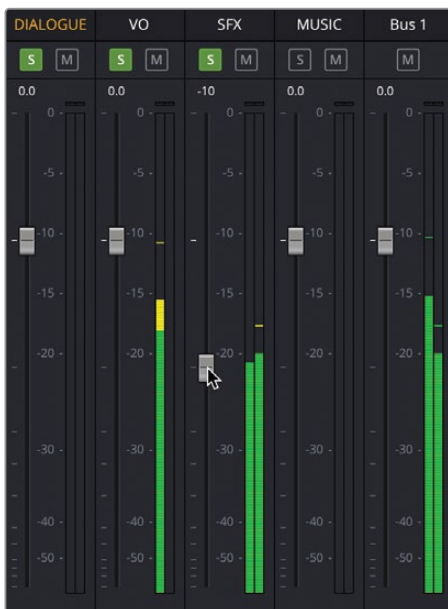 DIALOGUE VO SFX MUSIC Bus 1
S M S M S M S M M
0.0 0.0 -10 0.0 0.0
0- 0- 0- 0- 0-
-5 - -5 - -5 - -5 - -5 -
-10 - -10 - -10 - -10 - -10 -
-15 - -15 - -15 - -15 - -15 -
-20 - -20 - -20 - -20 - -20 -
-30 - -30 - -30 - -30 - -30 -
-40 - -40 - -40 - -40 - -40 -
-50 - -50 - -50 - -50 - -50 -